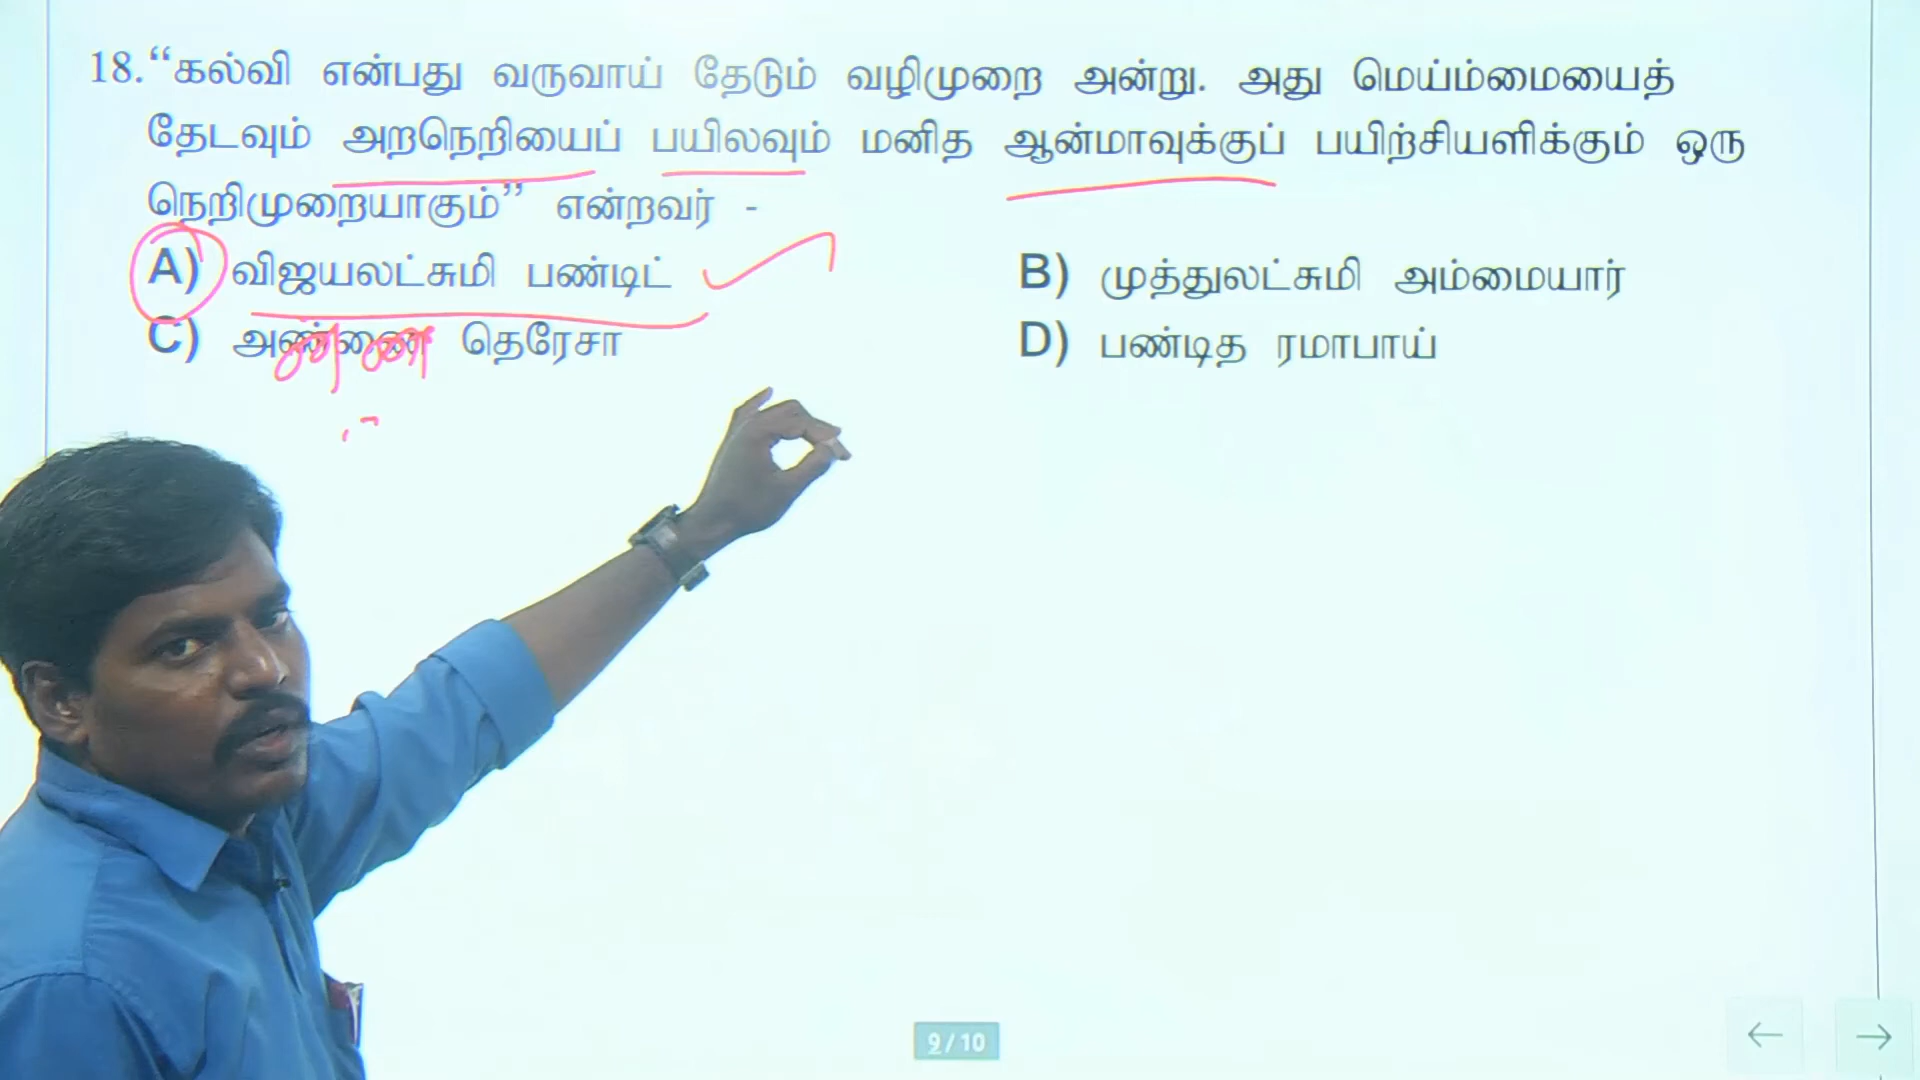 18. “கல்வி என்பது வருவாய் தேடும் வழிமுறை அன்று. அது மெய்ம்மையைத்
தேடவும் அறநெறியைப் பயிலவும் மனித ஆன்மாவுக்குப் பயிற்சியளிக்கும் ஒரு
நெறிமுறையாகும்” என்றவர் -
A) விஜயலட்சுமி பண்டிட் B) முத்துலட்சுமி அம்மையார்
C) அண்ணை தெரேசா D) பண்டித ரமாபாய்
9/10